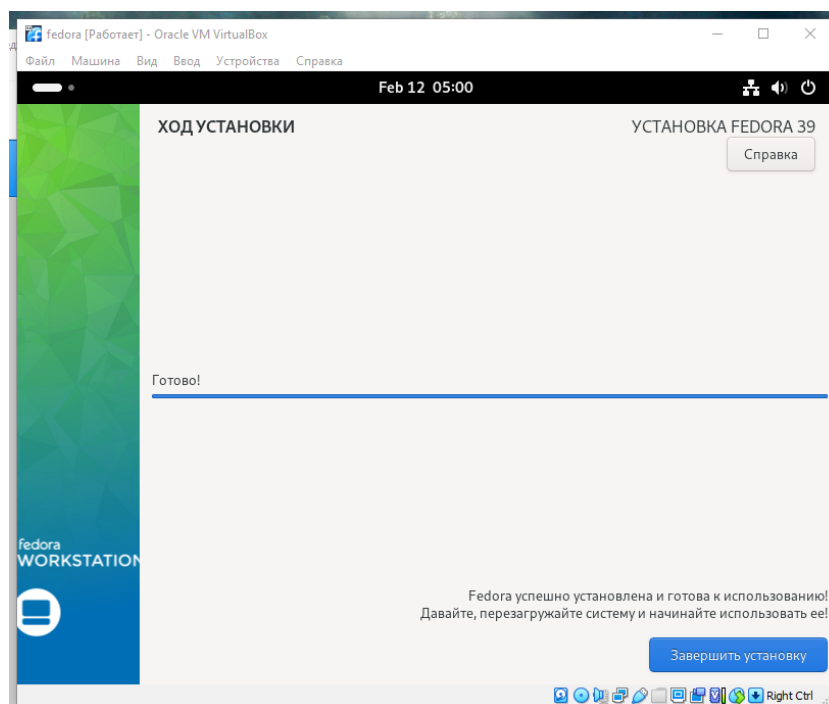 fedora [Работает] - Oracle VM VirtualBox
Файл Машина Вид Ввод Устройства Справка
Feb 12 05:00
ХОД УСТАНОВКИ
УСТАНОВКА FEDORA 39
Справка
Готово!
fedora
WORKSTATION
Fedora успешно установлена и готова к использованию!
Давайте, перезагружайте систему и начинайте использовать ее!
Завершить установку
Right Ctrl